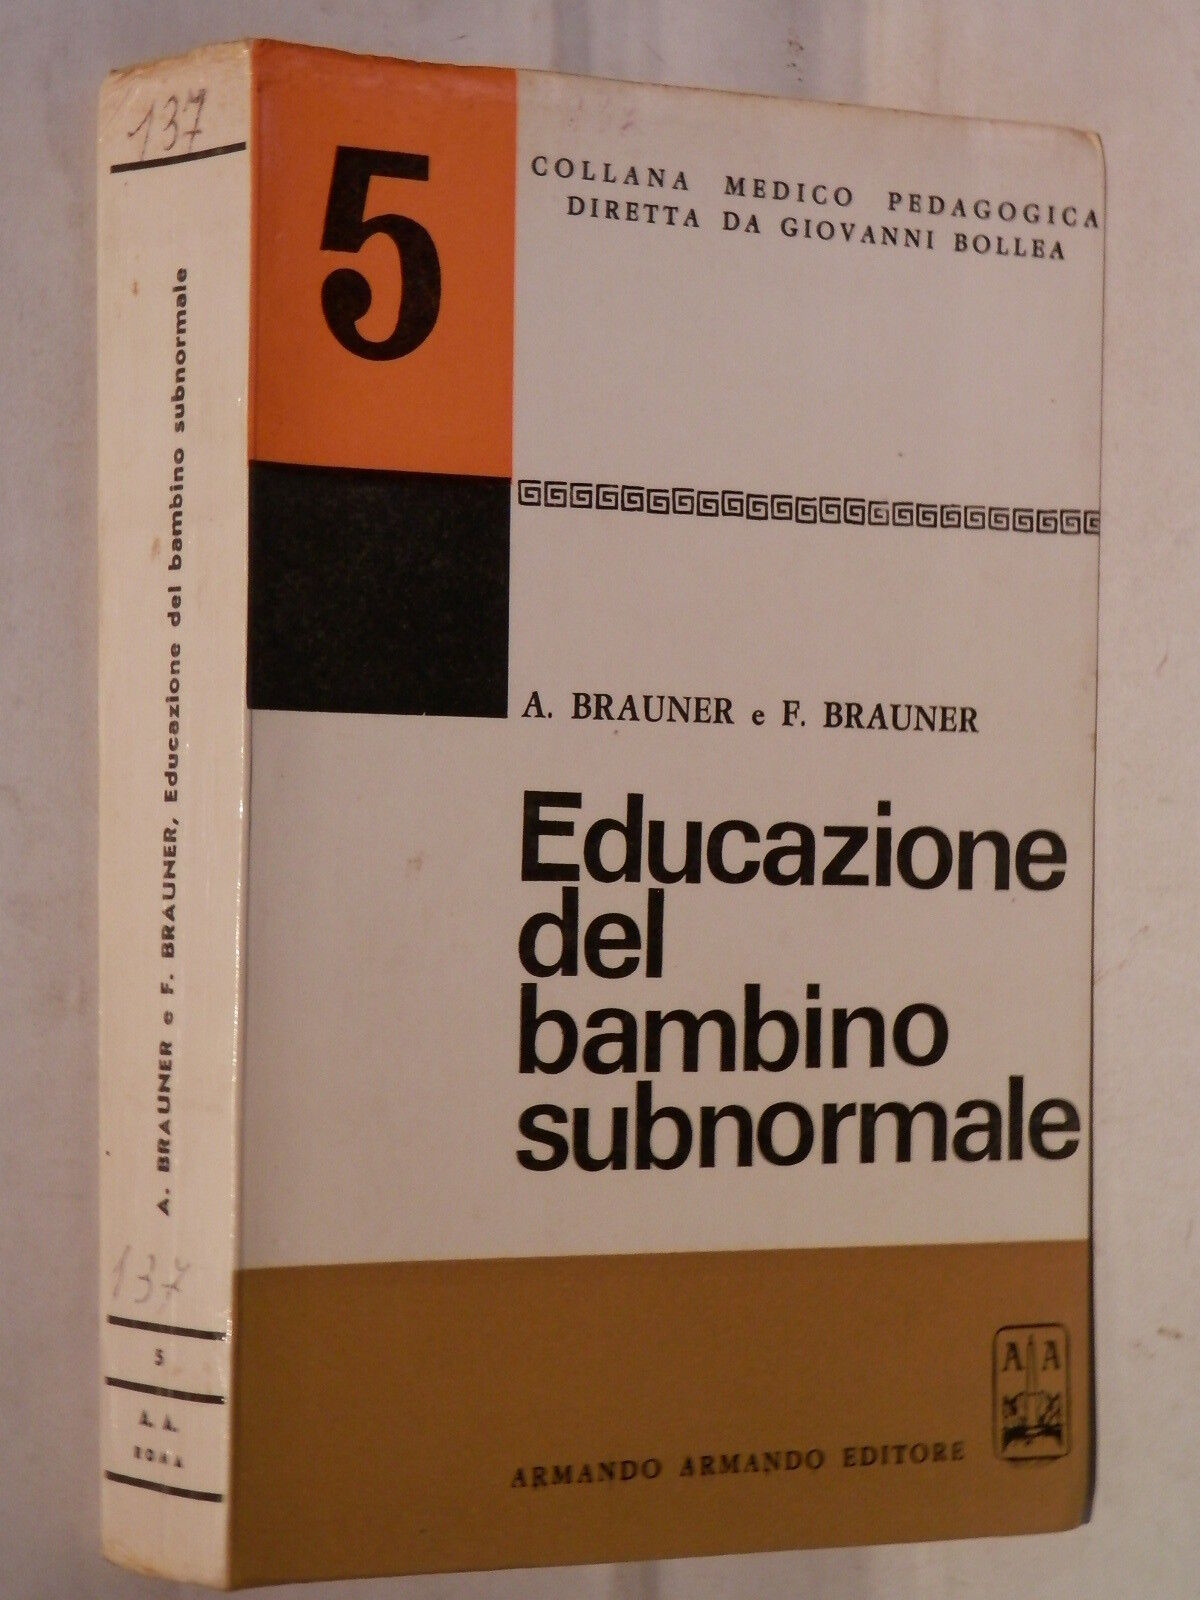 137
A. BRAUNER e F. BRAUNER, Educazione del bambino subnormale
137
5
A. A.
ROMA
5
COLLANA MEDICO PEDAGOGICA
DIRETTA DA GIOVANNI BOLLEA
A. BRAUNER e F. BRAUNER
Educazione
del
bambino
subnormale
A A
ARMANDO ARMANDO EDITORE